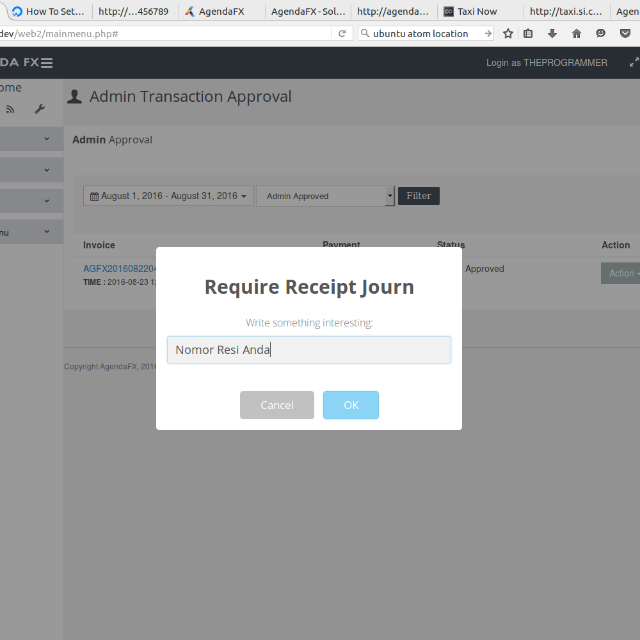 How To Set...
http://...456789
AgendaFX
AgendaFX - Sol...
http://agenda...
Taxi Now
http://taxi.si.c...
Agen
dev/web2/mainmenu.php#
ubuntu atom location
DA FX
Login as THEPROGRAMMER
ome
Admin Transaction Approval
Admin Approval
August 1, 2016 - August 31, 2016
Admin Approved
Filter
nu
Invoice Payment Status Action
AGFX2016082204
Approved
Action
TIME : 2016-08-23 12
Require Receipt Journ
Write something interesting:
Nomor Resi Anda
Cancel
OK
Copyright AgendaFX, 2016